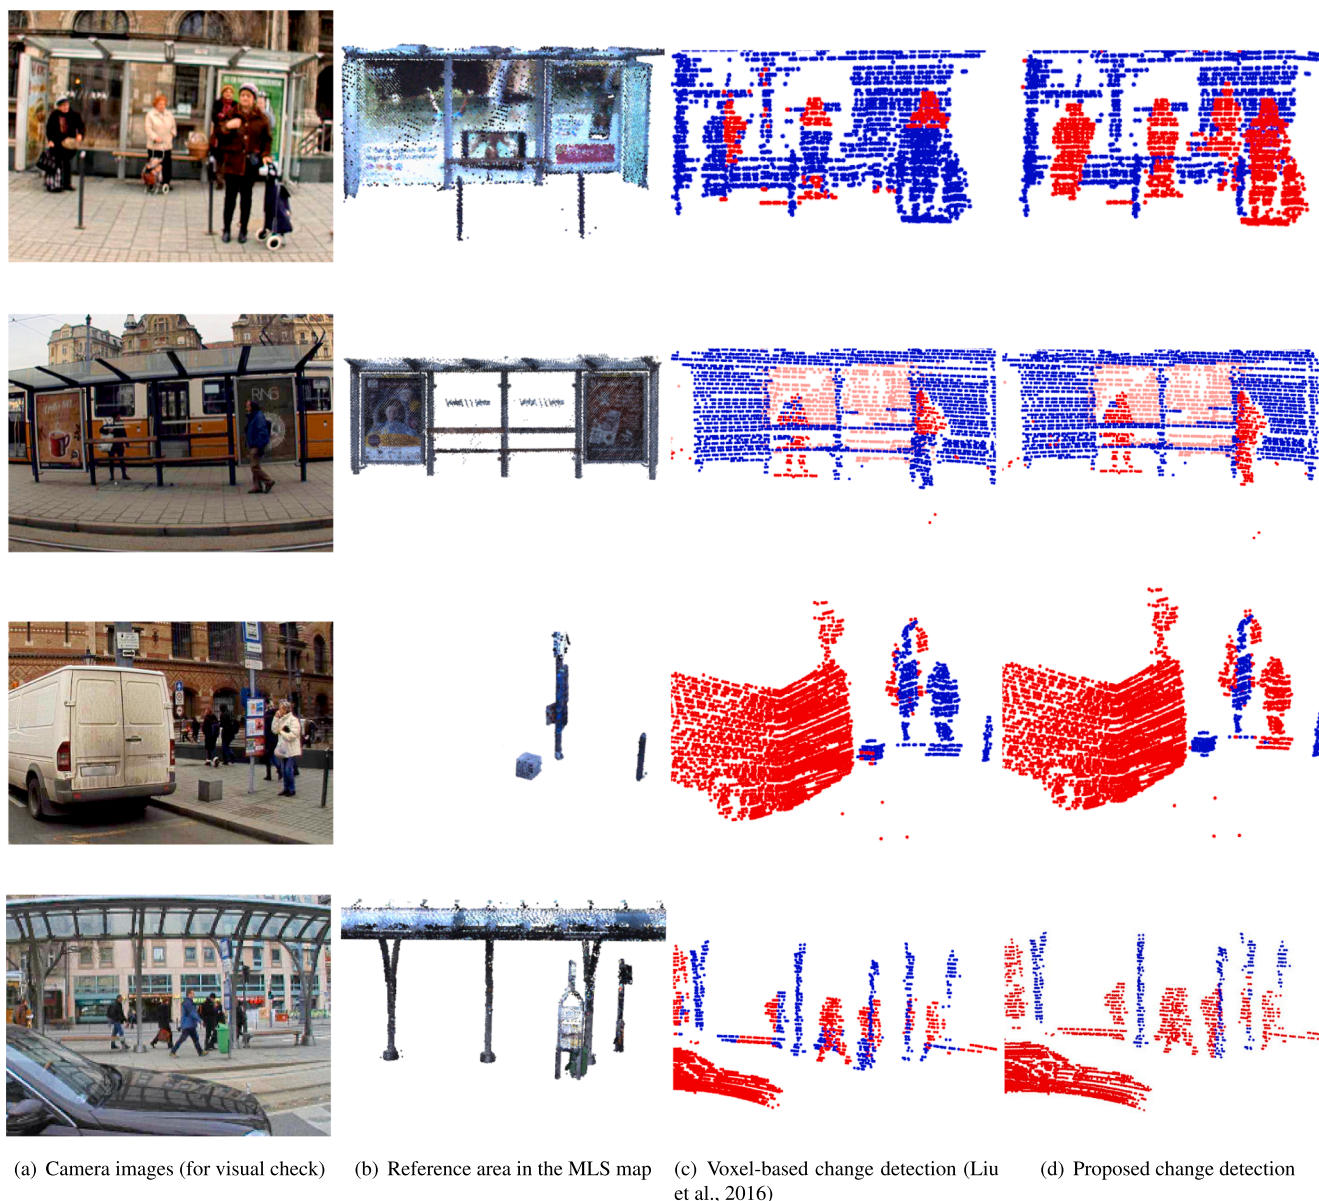 RNG
(a) Camera images (for visual check)
(b) Reference area in the MLS map
(c) Voxel-based change detection (Liu
et al., 2016)
(d) Proposed change detection